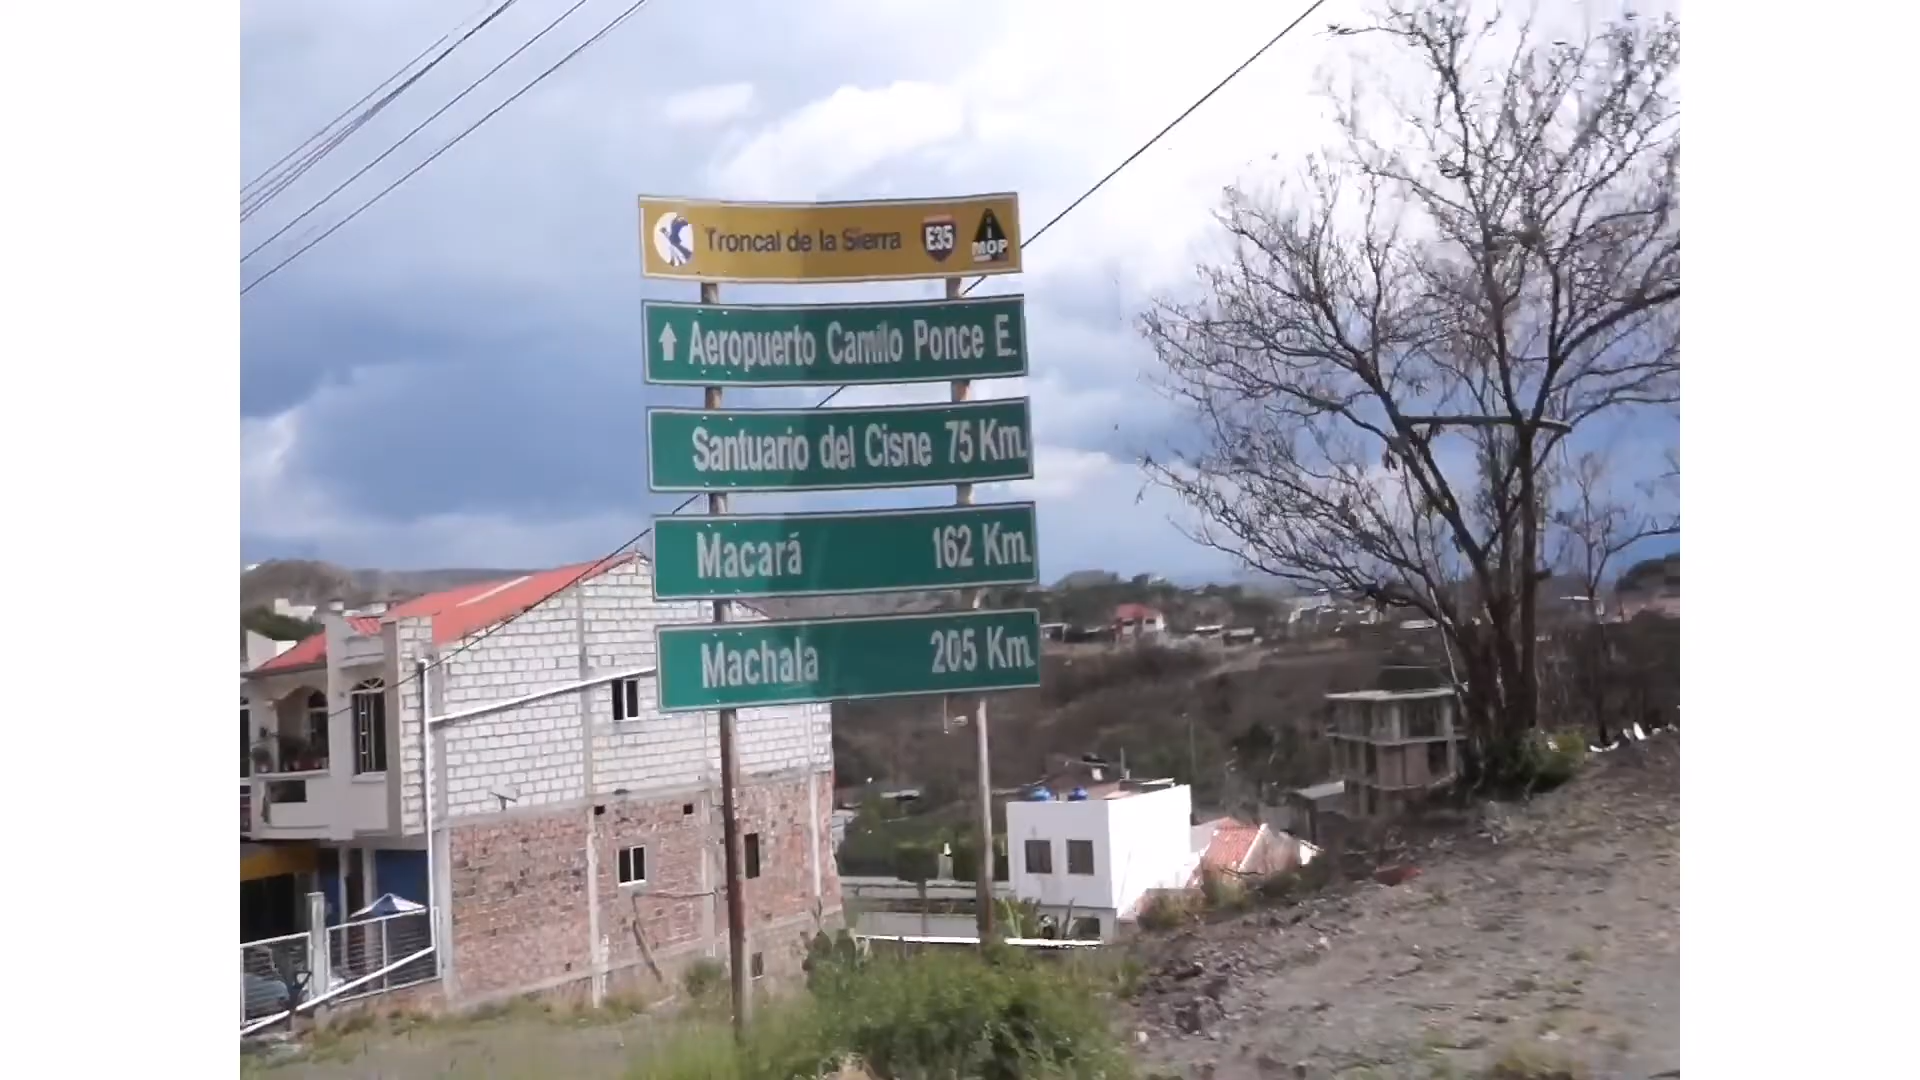 Troncal de la Sierra E35 MOP
Aeropuerto Camilo Ponce E.
Santuario del Cisne 75 Km.
Macará 162 Km.
Machala 205 Km.